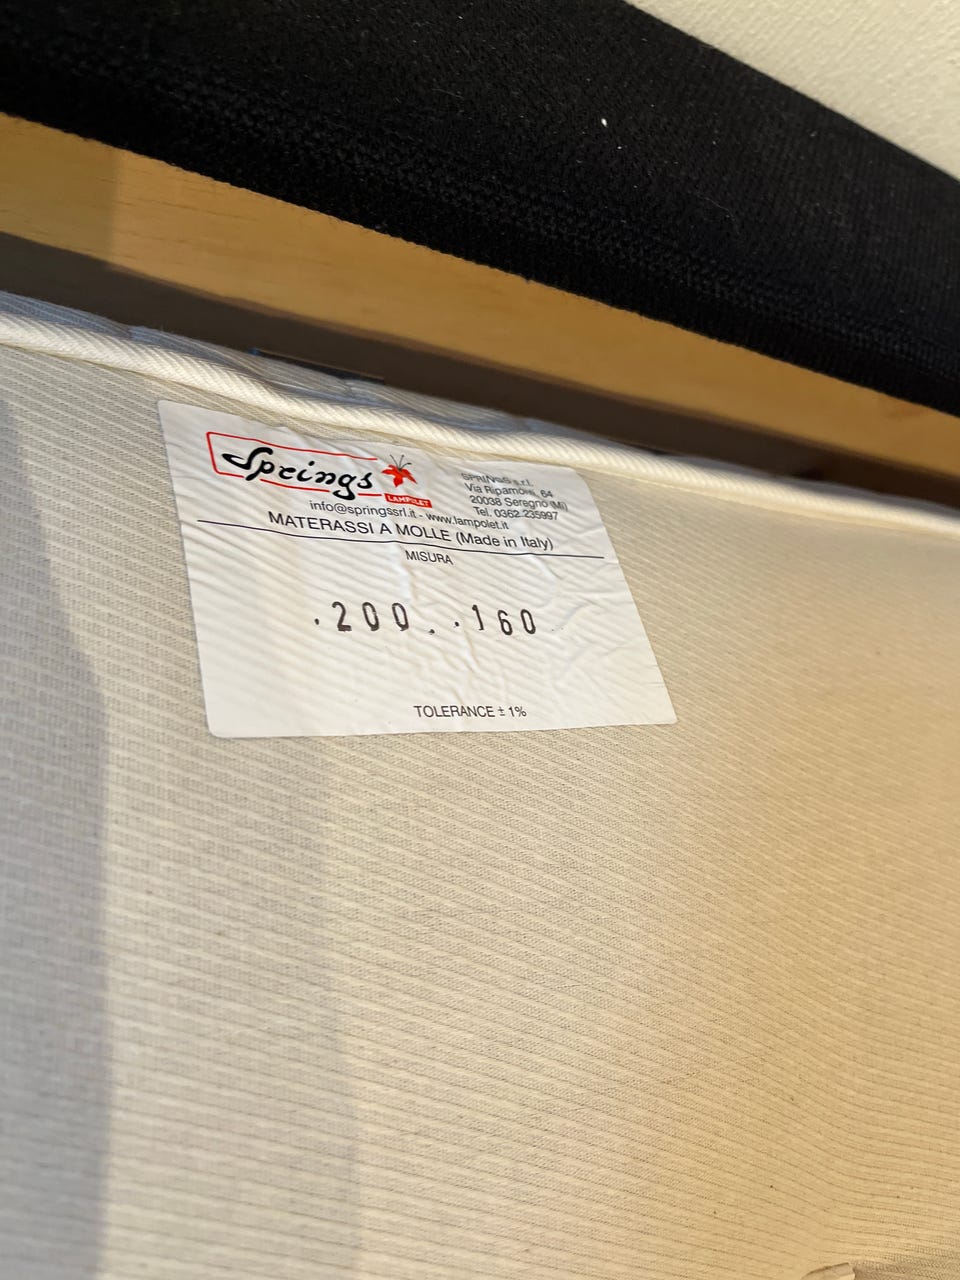 Springs
LAMPOLET
SPRINGS s.r.l.
Via Ripamonti, 64
20038 Seregno (Mi)
Tel. 0362.235997
info@springssrl.it - www.lampolet.it
MATERASSI A MOLLE (Made in Italy)
MISURA
.200. .160
TOLERANCE ± 1%